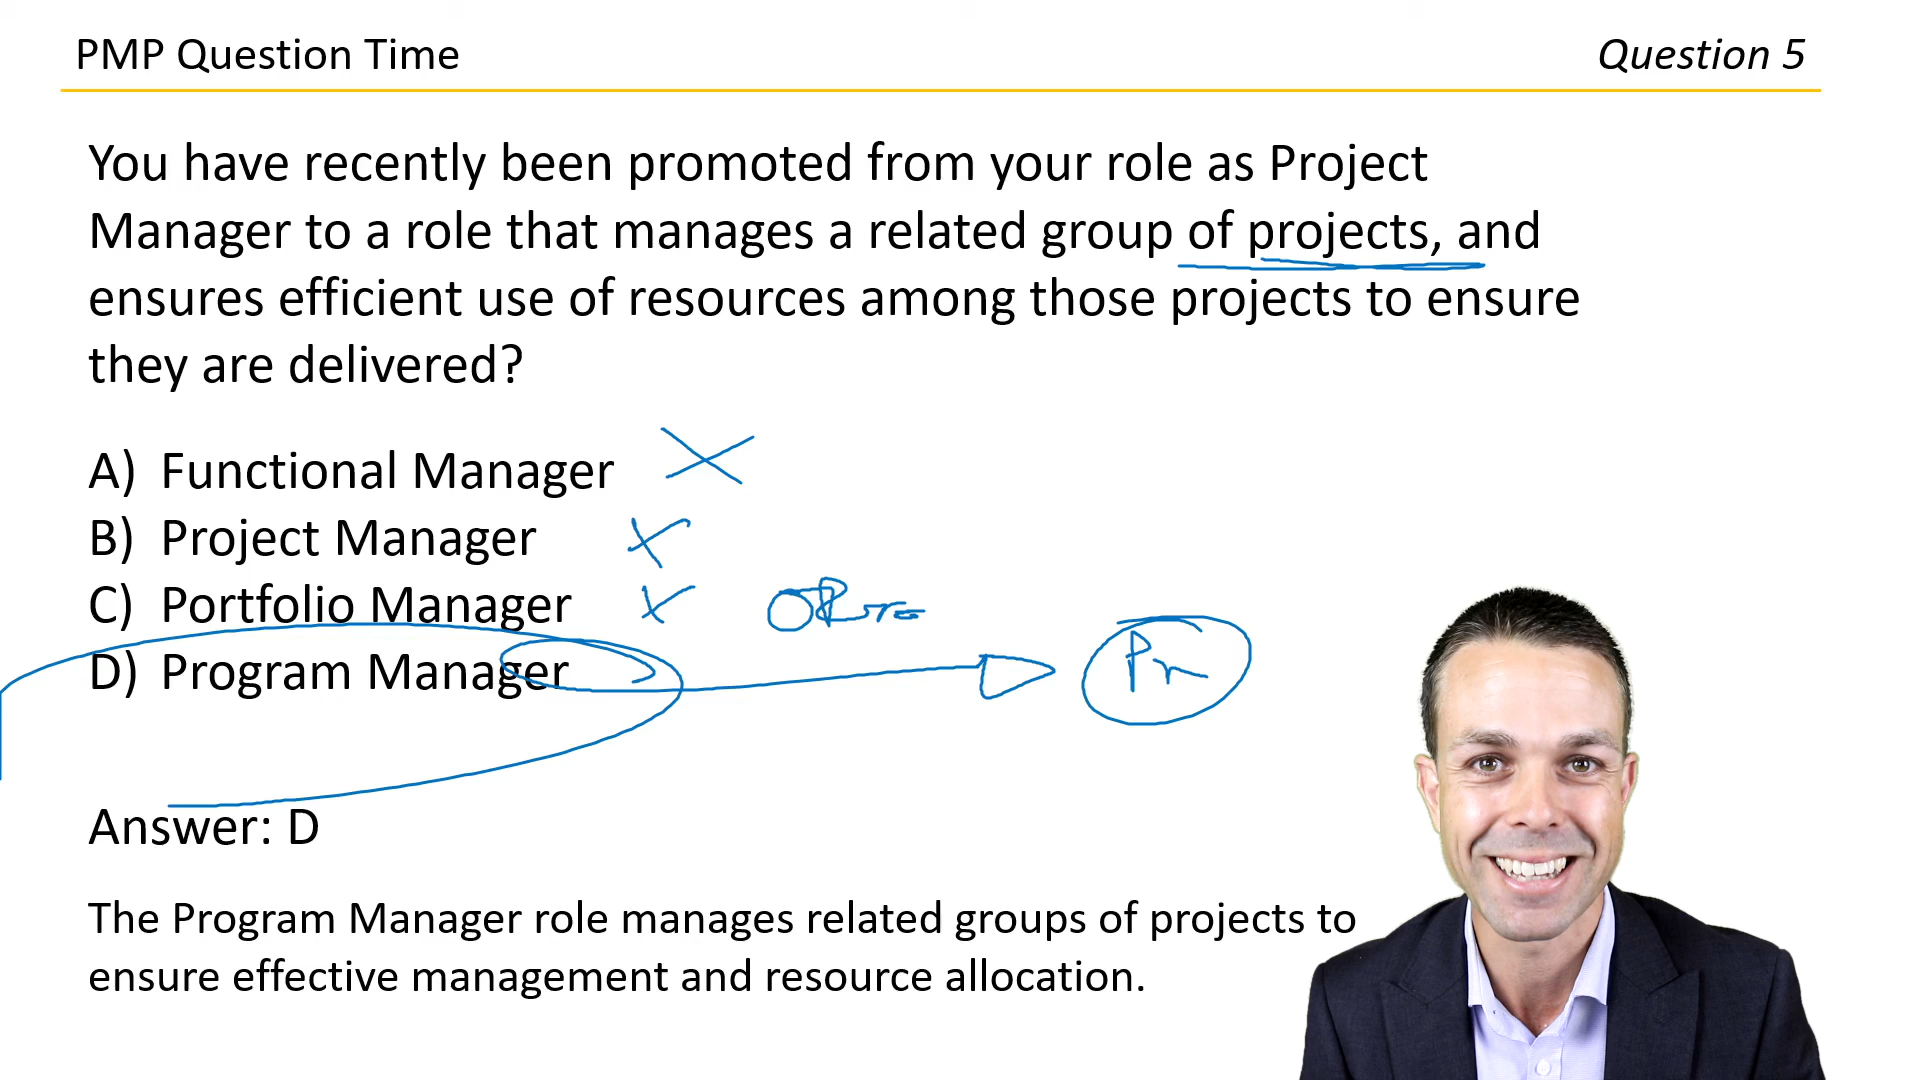 PMP Question Time
Question 5
You have recently been promoted from your role as Project
Manager to a role that manages a related group of projects, and
ensures efficient use of resources among those projects to ensure
they are delivered?
A) Functional Manager
B) Project Manager
C) Portfolio Manager
D) Program Manager
Answer: D
The Program Manager role manages related groups of projects to
ensure effective management and resource allocation.